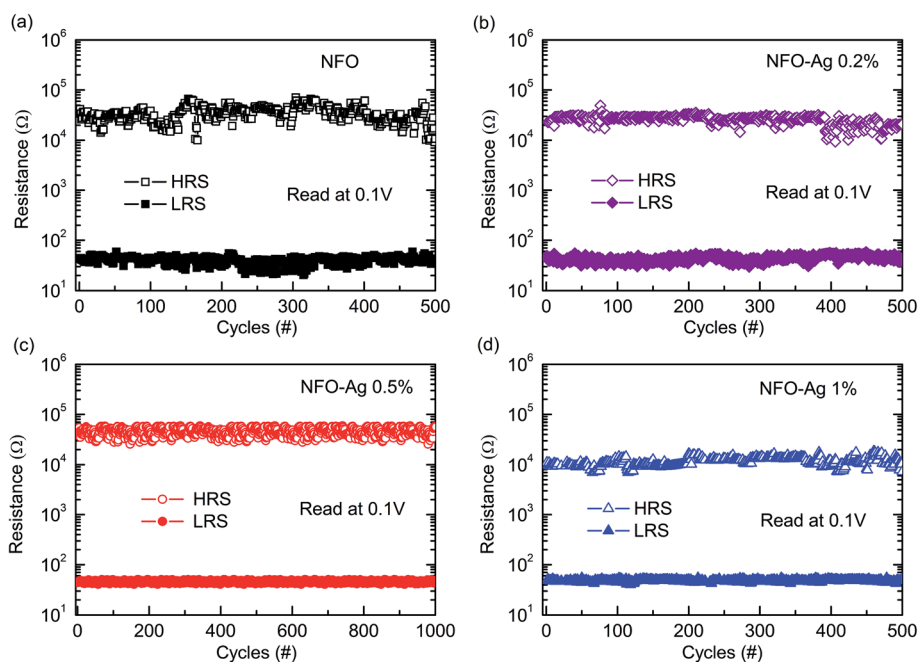 (a)
NFO
10⁶
10⁵
10⁴
10³
10²
10¹
Resistance (Ω)
HRS
LRS
Read at 0.1V
0 100 200 300 400 500
Cycles (#)
(b)
NFO-Ag 0.2%
10⁶
10⁵
10⁴
10³
10²
10¹
Resistance (Ω)
HRS
LRS
Read at 0.1V
0 100 200 300 400 500
Cycles (#)
(c)
NFO-Ag 0.5%
10⁶
10⁵
10⁴
10³
10²
10¹
Resistance (Ω)
HRS
LRS
Read at 0.1V
0 200 400 600 800 1000
Cycles (#)
(d)
NFO-Ag 1%
10⁶
10⁵
10⁴
10³
10²
10¹
Resistance (Ω)
HRS
LRS
Read at 0.1V
0 100 200 300 400 500
Cycles (#)